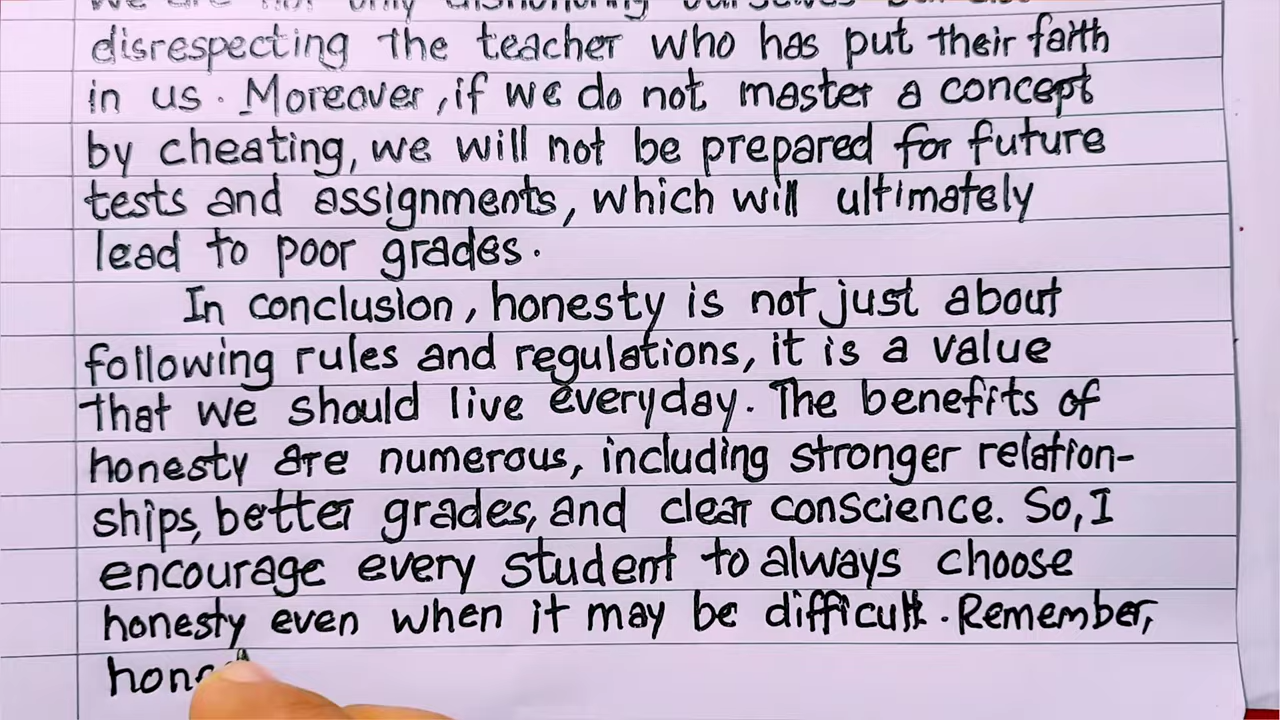 disrespecting the teacher who has put their faith
in us. Moreover, if we do not master a concept
by cheating, we will not be prepared for future
tests and assignments, which will ultimately
lead to poor grades.
In conclusion, honesty is not just about
following rules and regulations, it is a value
that we should live everyday. The benefits of
honesty are numerous, including stronger relation-
ships, better grades, and clear conscience. So, I
encourage every student to always choose
honesty even when it may be difficult. Remember,